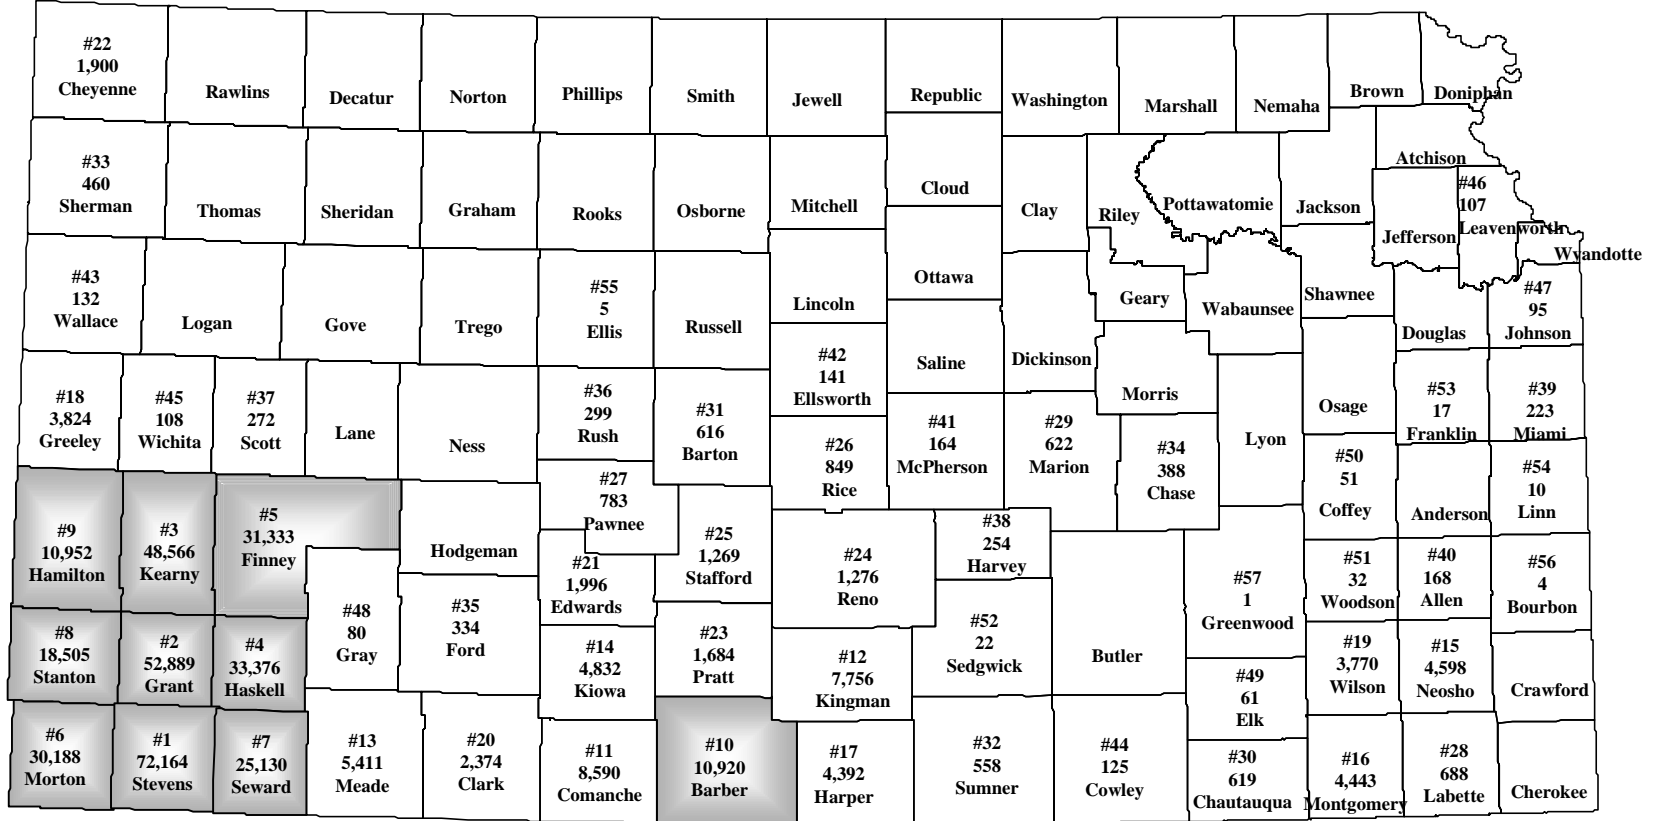 #22
1,900
Cheyenne
Rawlins
Decatur
Norton
Phillips
Smith
Jewell
Republic
Washington
Marshall
Nemaha
Brown
Doniphan
#33
460
Sherman
Thomas
Sheridan
Graham
Rooks
Osborne
Mitchell
Cloud
Clay
Riley
Pottawatomie
Jackson
Atchison
Jefferson
#46
107
Leavenworth
Wyandotte
#43
132
Wallace
Logan
Gove
Trego
#55
5
Ellis
Russell
Lincoln
Ottawa
Saline
Dickinson
Geary
Wabaunsee
Shawnee
Douglas
#47
95
Johnson
#18
3,824
Greeley
#45
108
Wichita
#37
272
Scott
Lane
Ness
#36
299
Rush
#31
616
Barton
#42
141
Ellsworth
#26
849
Rice
#41
164
McPherson
#29
622
Marion
Morris
#34
388
Chase
Lyon
Osage
#53
17
Franklin
#39
223
Miami
#50
51
Coffey
Anderson
#54
10
Linn
#9
10,952
Hamilton
#3
48,566
Kearny
#5
31,333
Finney
Hodgeman
#27
783
Pawnee
#21
1,996
Edwards
#25
1,269
Stafford
#24
1,276
Reno
#38
254
Harvey
#57
1
Greenwood
#51
32
Woodson
#40
168
Allen
#56
4
Bourbon
#8
18,505
Stanton
#2
52,889
Grant
#4
33,376
Haskell
#48
80
Gray
#35
334
Ford
#14
4,832
Kiowa
#23
1,684
Pratt
#12
7,756
Kingman
#52
22
Sedgwick
Butler
#49
61
Elk
#19
3,770
Wilson
#15
4,598
Neosho
Crawford
#6
30,188
Morton
#1
72,164
Stevens
#7
25,130
Seward
#13
5,411
Meade
#20
2,374
Clark
#11
8,590
Comanche
#10
10,920
Barber
#17
4,392
Harper
#32
558
Sumner
#44
125
Cowley
#30
619
Chautauqua
#16
4,443
Montgomery
#28
688
Labette
Cherokee